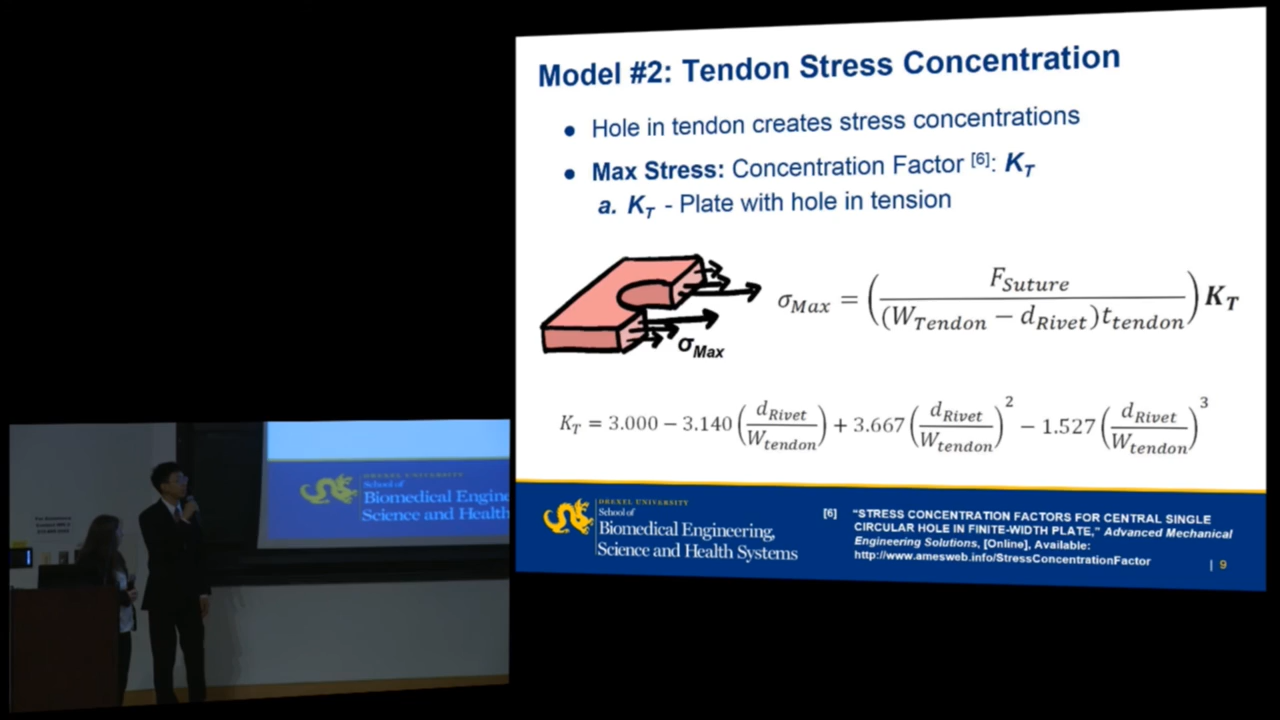 Model #2: Tendon Stress Concentration
● Hole in tendon creates stress concentrations
● Max Stress: Concentration Factor [6]: K_T
a. K_T - Plate with hole in tension
σ_Max = (F_Suture / ((W_Tendon − d_Rivet) t_tendon)) K_T
σ_Max
K_T = 3.000 − 3.140 (d_Rivet / W_tendon) + 3.667 (d_Rivet / W_tendon)^2 − 1.527 (d_Rivet / W_tendon)^3
DREXEL UNIVERSITY
School of
Biomedical Engineering,
Science and Health Systems
[6] "STRESS CONCENTRATION FACTORS FOR CENTRAL SINGLE
CIRCULAR HOLE IN FINITE-WIDTH PLATE," Advanced Mechanical
Engineering Solutions, [Online], Available:
http://www.amesweb.info/StressConcentrationFactor
| 9
DREXEL UNIVERSITY
School of
Biomedical Engine
Science and Health